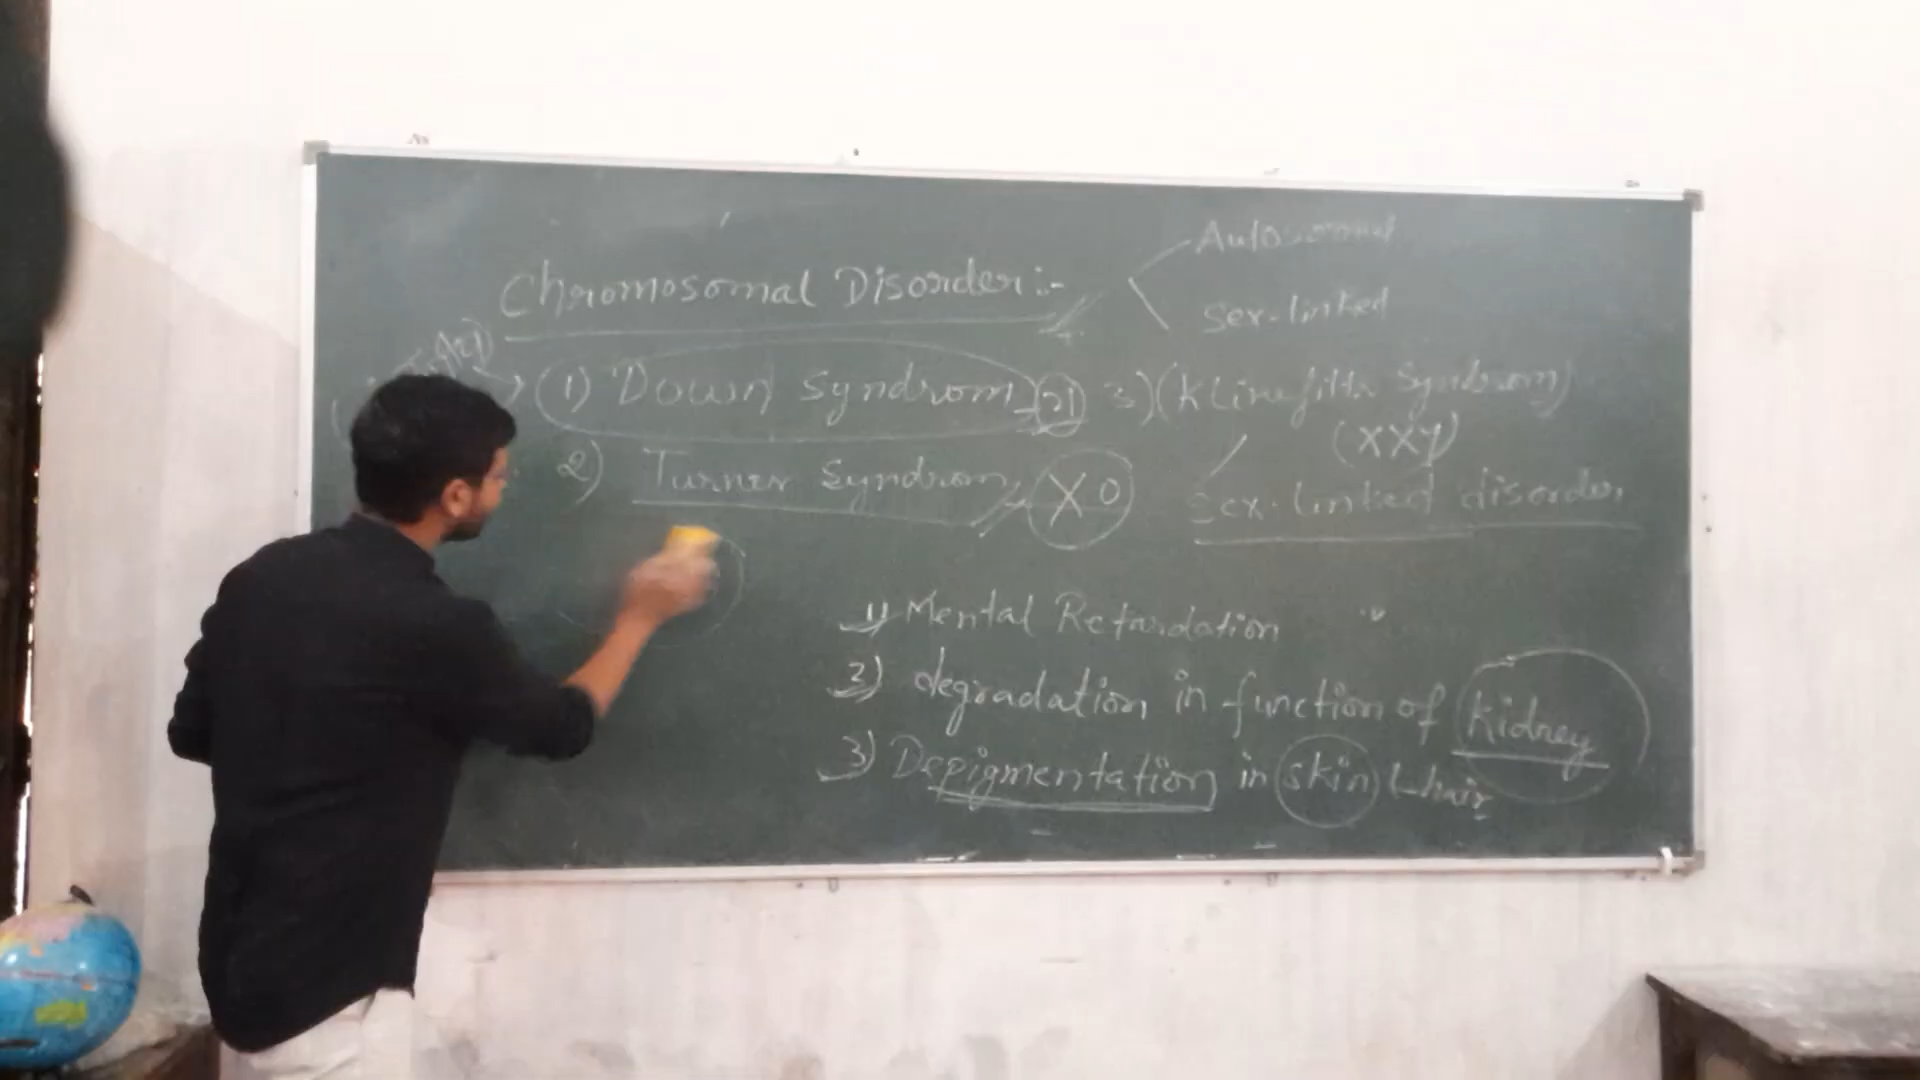 Autosomal
Chromosomal Disorder :-
Sex-linked
1) Down Syndrom 21
3) (Klinefilter Syndrom)
(XXY)
2) Turner Syndrom XO
Sex-linked disorder
1) Mental Retardation
2) degradation in function of kidney
3) Depigmentation in skin & hair